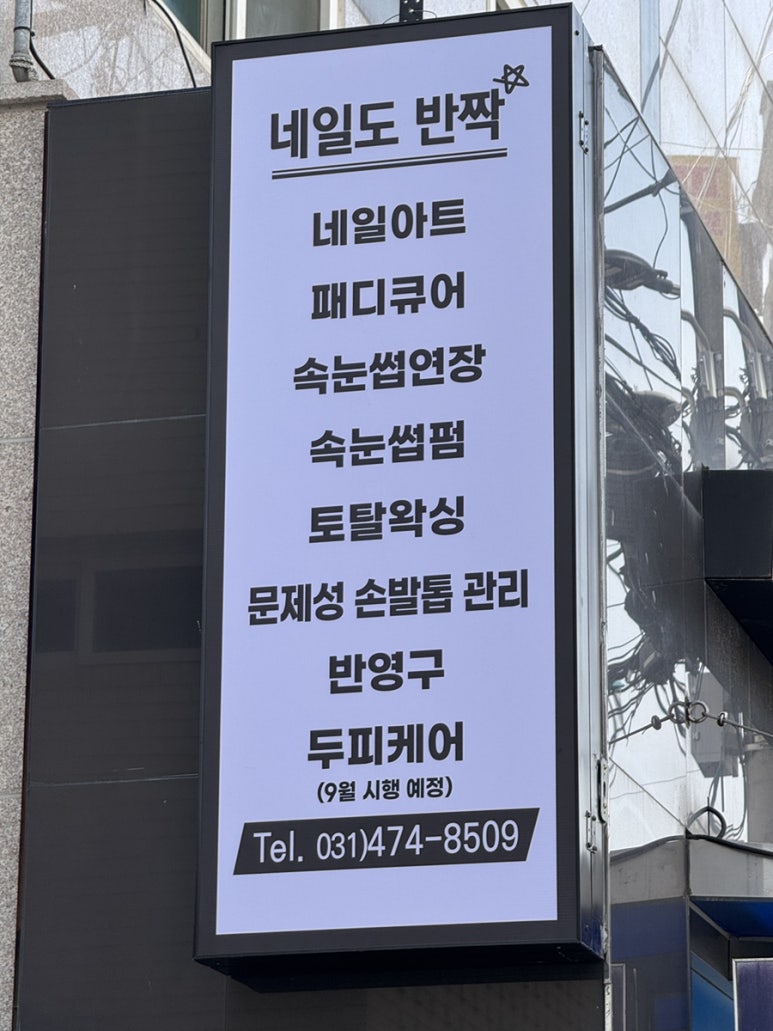 네일도 반짝
네일아트
패디큐어
속눈썹연장
속눈썹펌
토탈왁싱
문제성 손발톱 관리
반영구
두피케어
(9월 시행 예정)
Tel. 031)474-8509